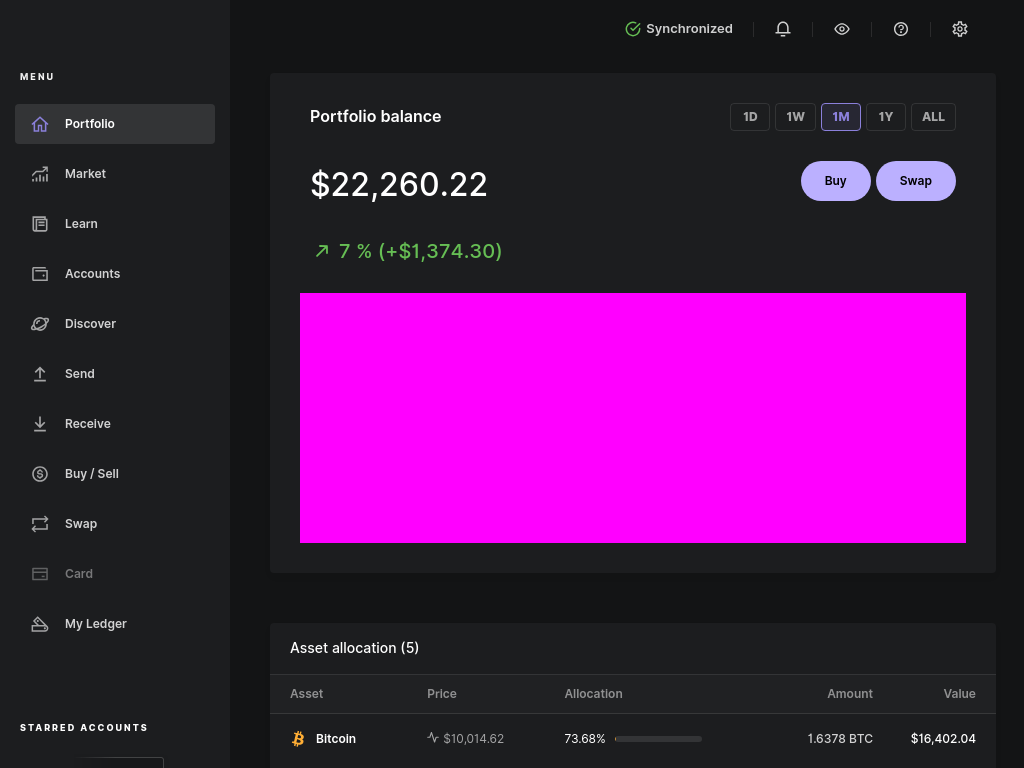 Synchronized
MENU
Portfolio
Market
Learn
Accounts
Discover
Send
Receive
Buy / Sell
Swap
Card
My Ledger
STARRED ACCOUNTS
Portfolio balance
1D 1W 1M 1Y ALL
$22,260.22
Buy Swap
7 % (+$1,374.30)
Asset allocation (5)
Asset Price Allocation Amount Value
Bitcoin $10,014.62 73.68% 1.6378 BTC $16,402.04